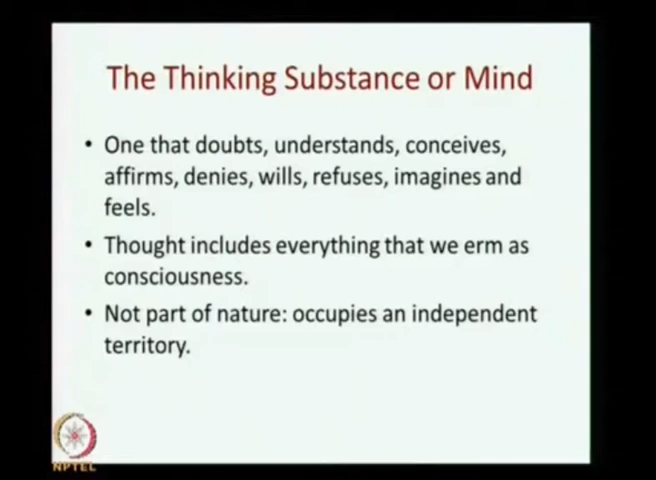 The Thinking Substance or Mind
• One that doubts, understands, conceives,
affirms, denies, wills, refuses, imagines and
feels.
• Thought includes everything that we erm as
consciousness.
• Not part of nature: occupies an independent
territory.
NPTEL